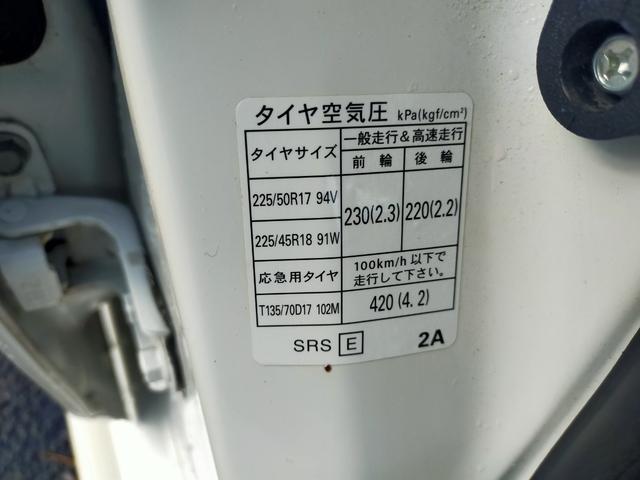 タイヤ空気圧 kPa(kgf/cm²)
タイヤサイズ 一般走行&高速走行
前輪 後輪
225/50R17 94V 230(2.3) 220(2.2)
225/45R18 91W
応急用タイヤ 100km/h以下で
走行して下さい。
T135/70D17 102M 420(4.2)
SRS E 2A